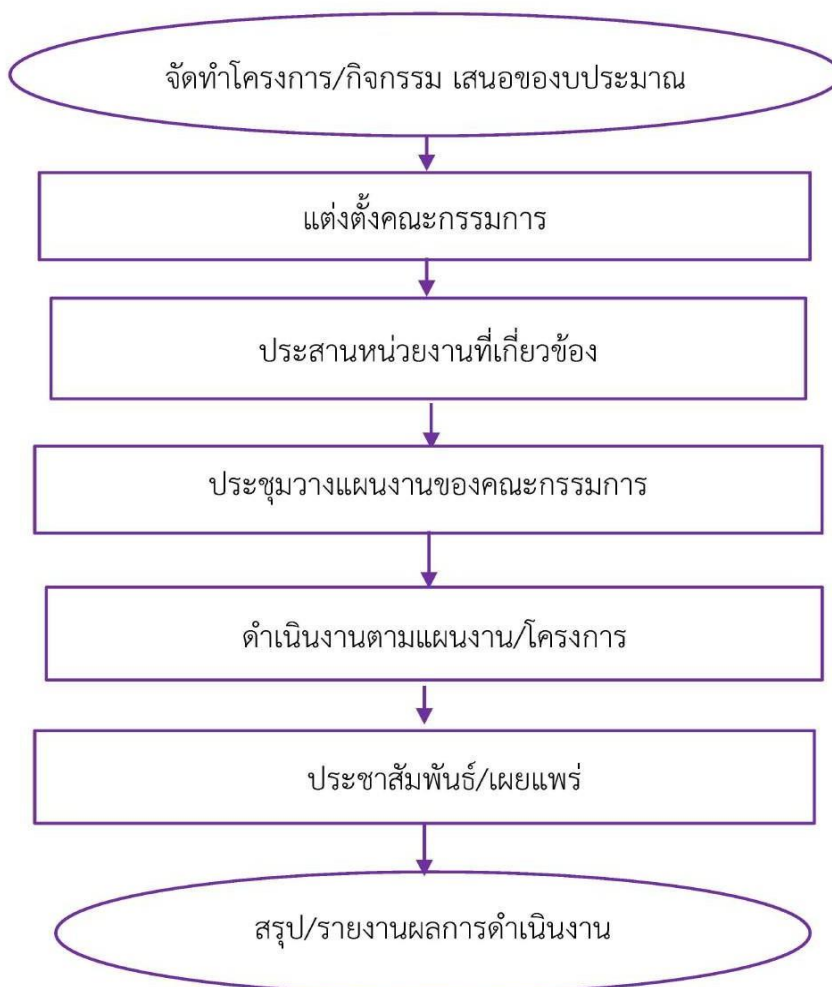 จัดทำโครงการ/กิจกรรม เสนอของบประมาณ
แต่งตั้งคณะกรรมการ
ประสานหน่วยงานที่เกี่ยวข้อง
ประชุมวางแผนงานของคณะกรรมการ
ดำเนินงานตามแผนงาน/โครงการ
ประชาสัมพันธ์/เผยแพร่
สรุป/รายงานผลการดำเนินงาน